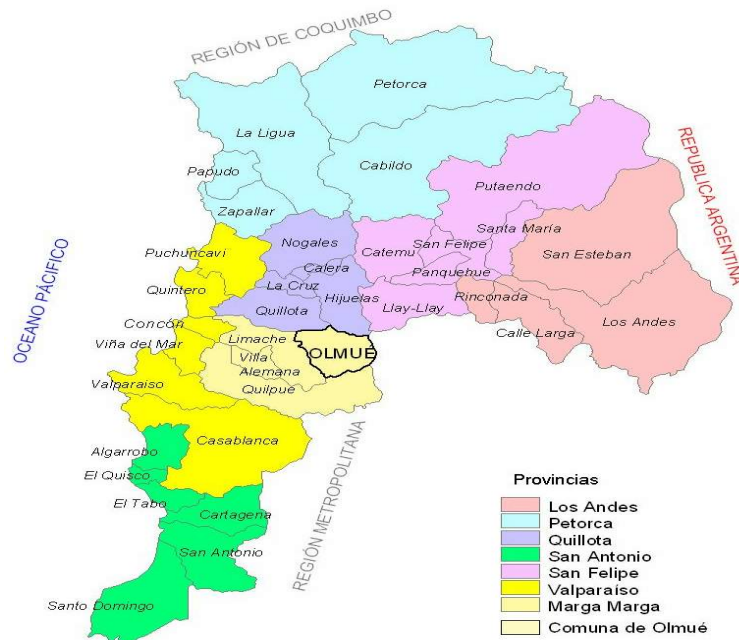 REGIÓN DE COQUIMBO
Petorca
La Ligua
Cabildo
Papudo
Putaendo
REPUBLICA ARGENTINA
Zapallar
Santa María
Nogales
San Felipe
OCEANO PÁCIFICO
Puchuncaví
Catemu
San Esteban
Calera
Panquehue
Quintero
La Cruz
Rinconada
Hijuelas
Quillota
Llay-Llay
Los Andes
Concón
Calle Larga
Limache
Viña del Mar
OLMUÉ
Villa
Alemana
Valparaíso
Quilpué
Casablanca
Algarrobo
REGIÓN METROPOLITANA
El Quisco
El Tabo
Cartagena
San Antonio
Santo Domingo
Provincias
Los Andes
Petorca
Quillota
San Antonio
San Felipe
Valparaíso
Marga Marga
Comuna de Olmué